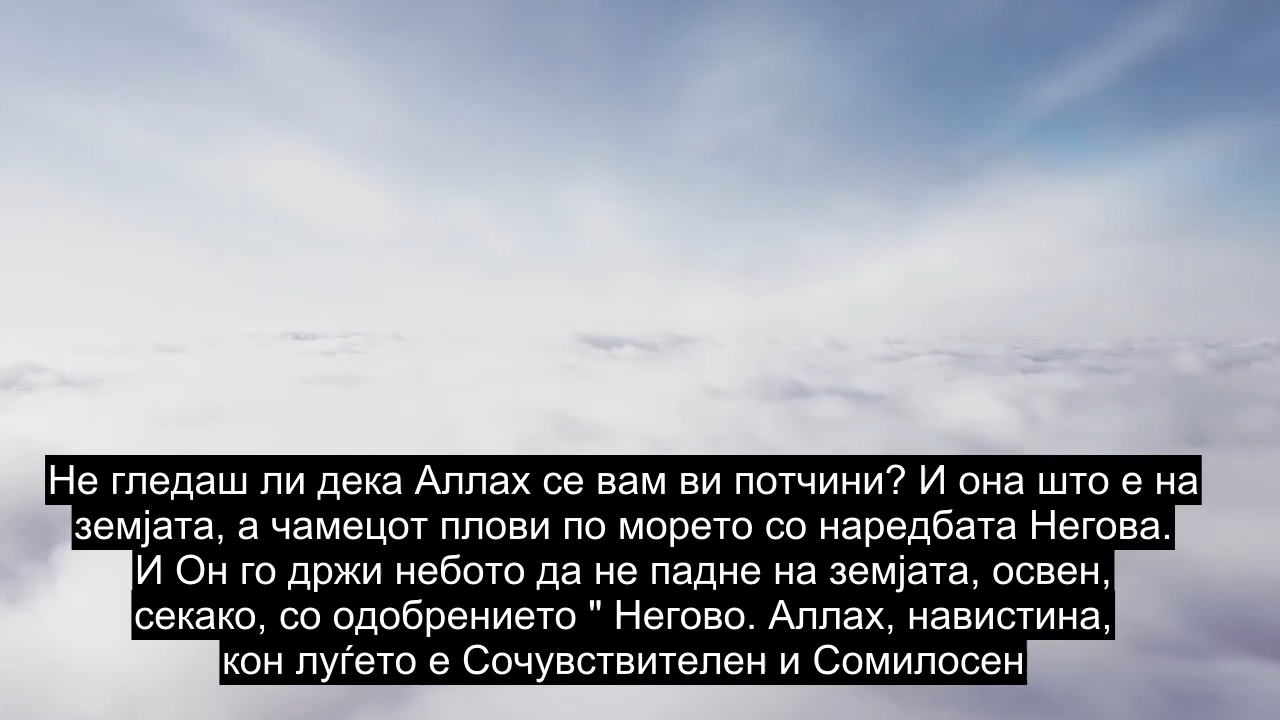 Не гледаш ли дека Аллах се вам ви потчини? И она што е на
земјата, а чамецот плови по морето со наредбата Негова.
И Он го држи небото да не падне на земјата, освен,
секако, со одобрението " Негово. Аллах, навистина,
кон луѓето е Сочувствителен и Сомилосен